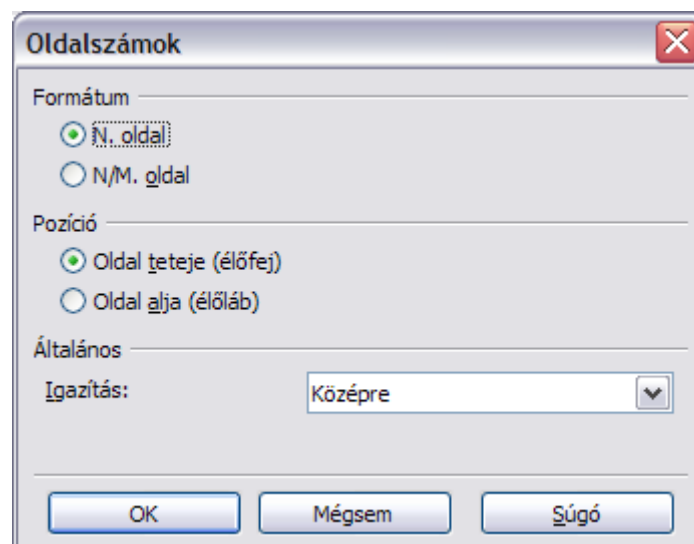 Oldalszámok
Formátum
N. oldal
N/M. oldal
Pozíció
Oldal teteje (élőfej)
Oldal alja (élőláb)
Általános
Igazítás: Középre
OK Mégsem Súgó